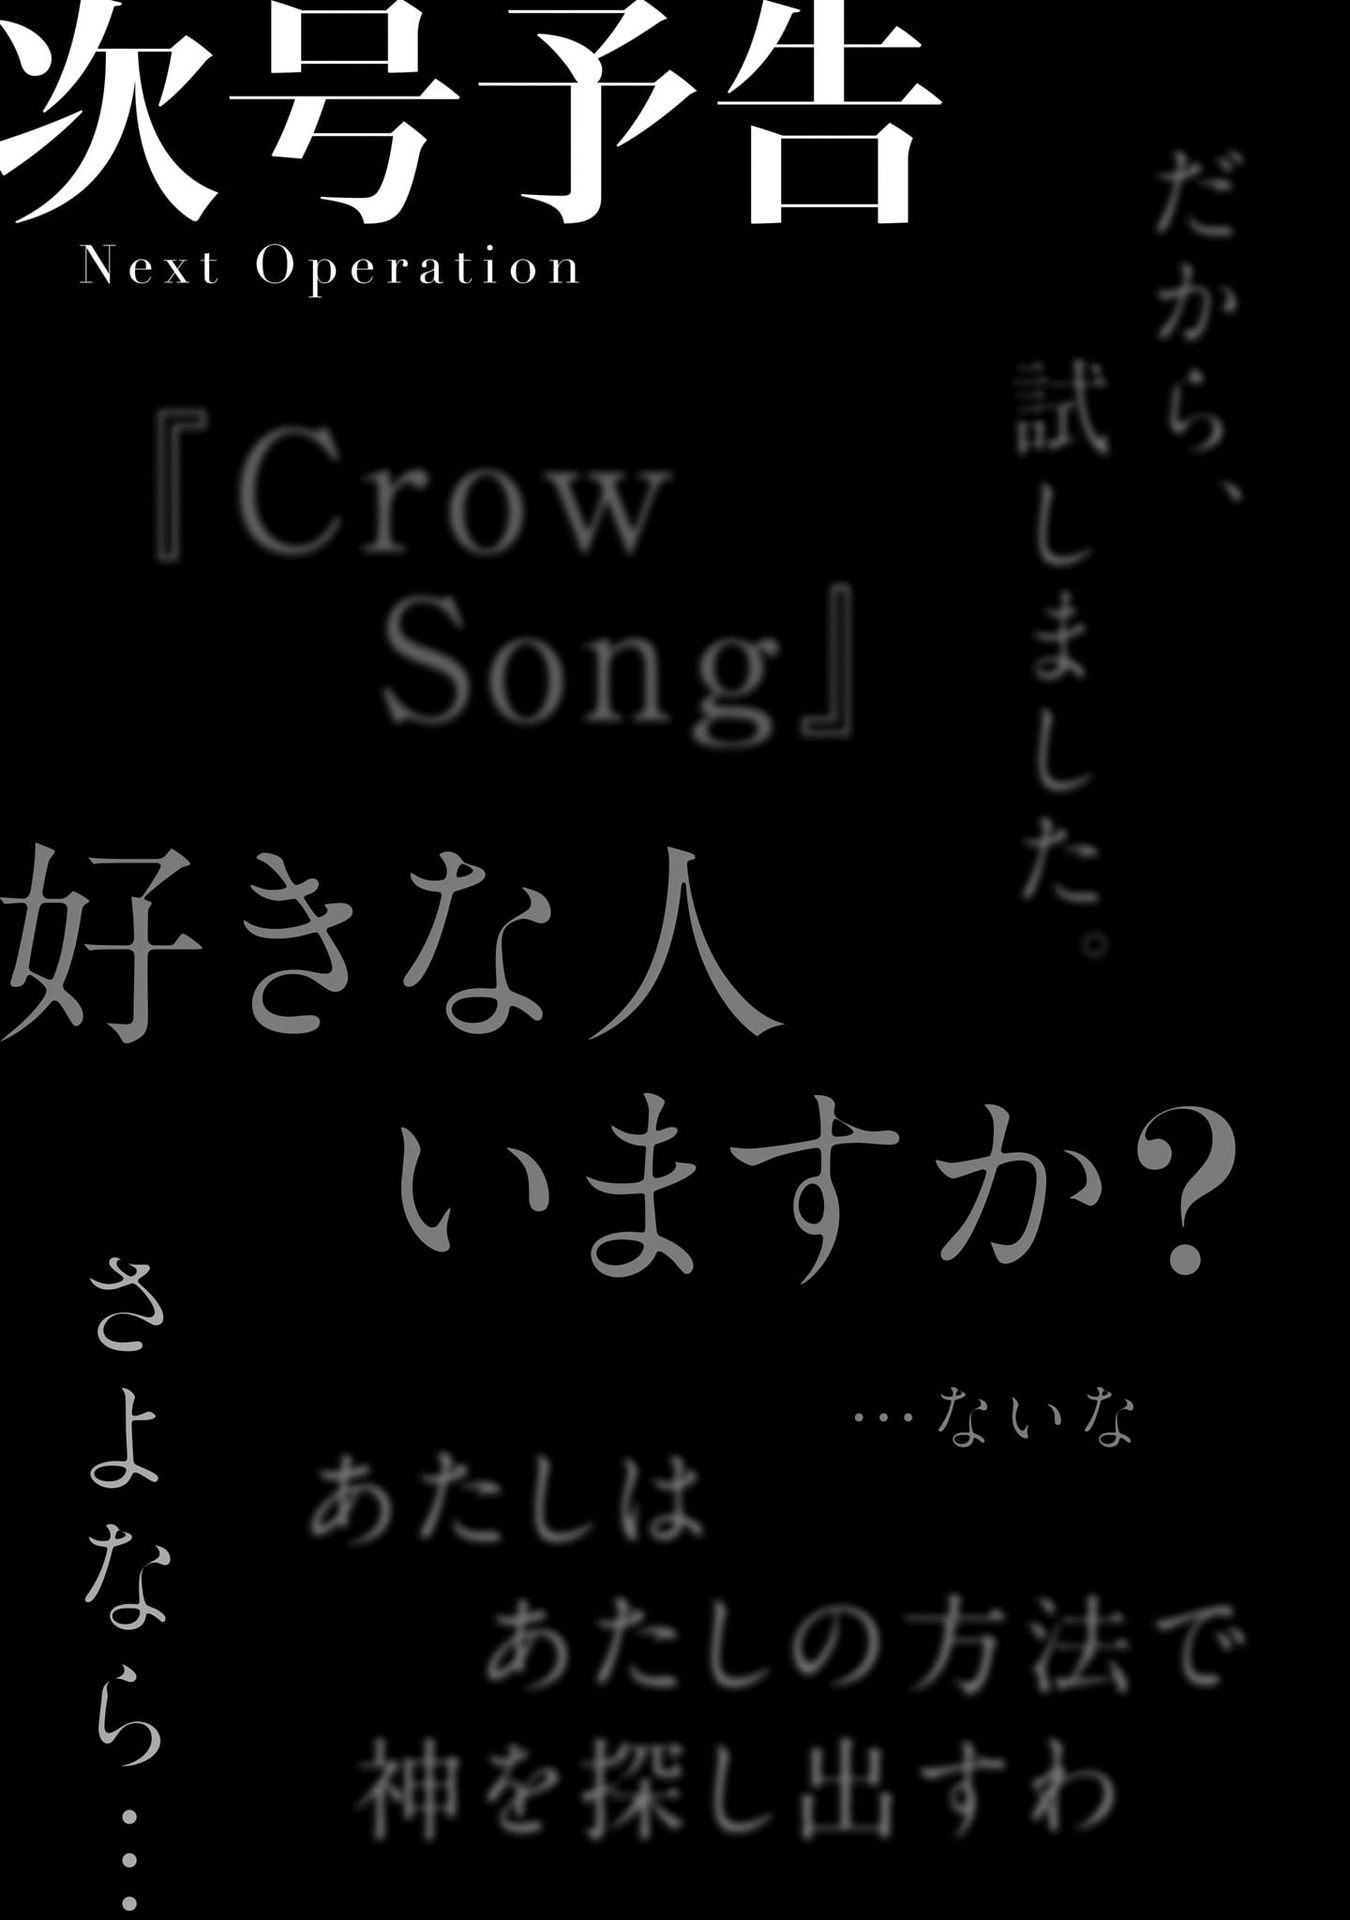 次号予告
Next Operation
だから、
試しました。
『Crow
Song』
好きな人
いますか?
…ないな
さよなら…
あたしは
あたしの方法で
神を探し出すわ